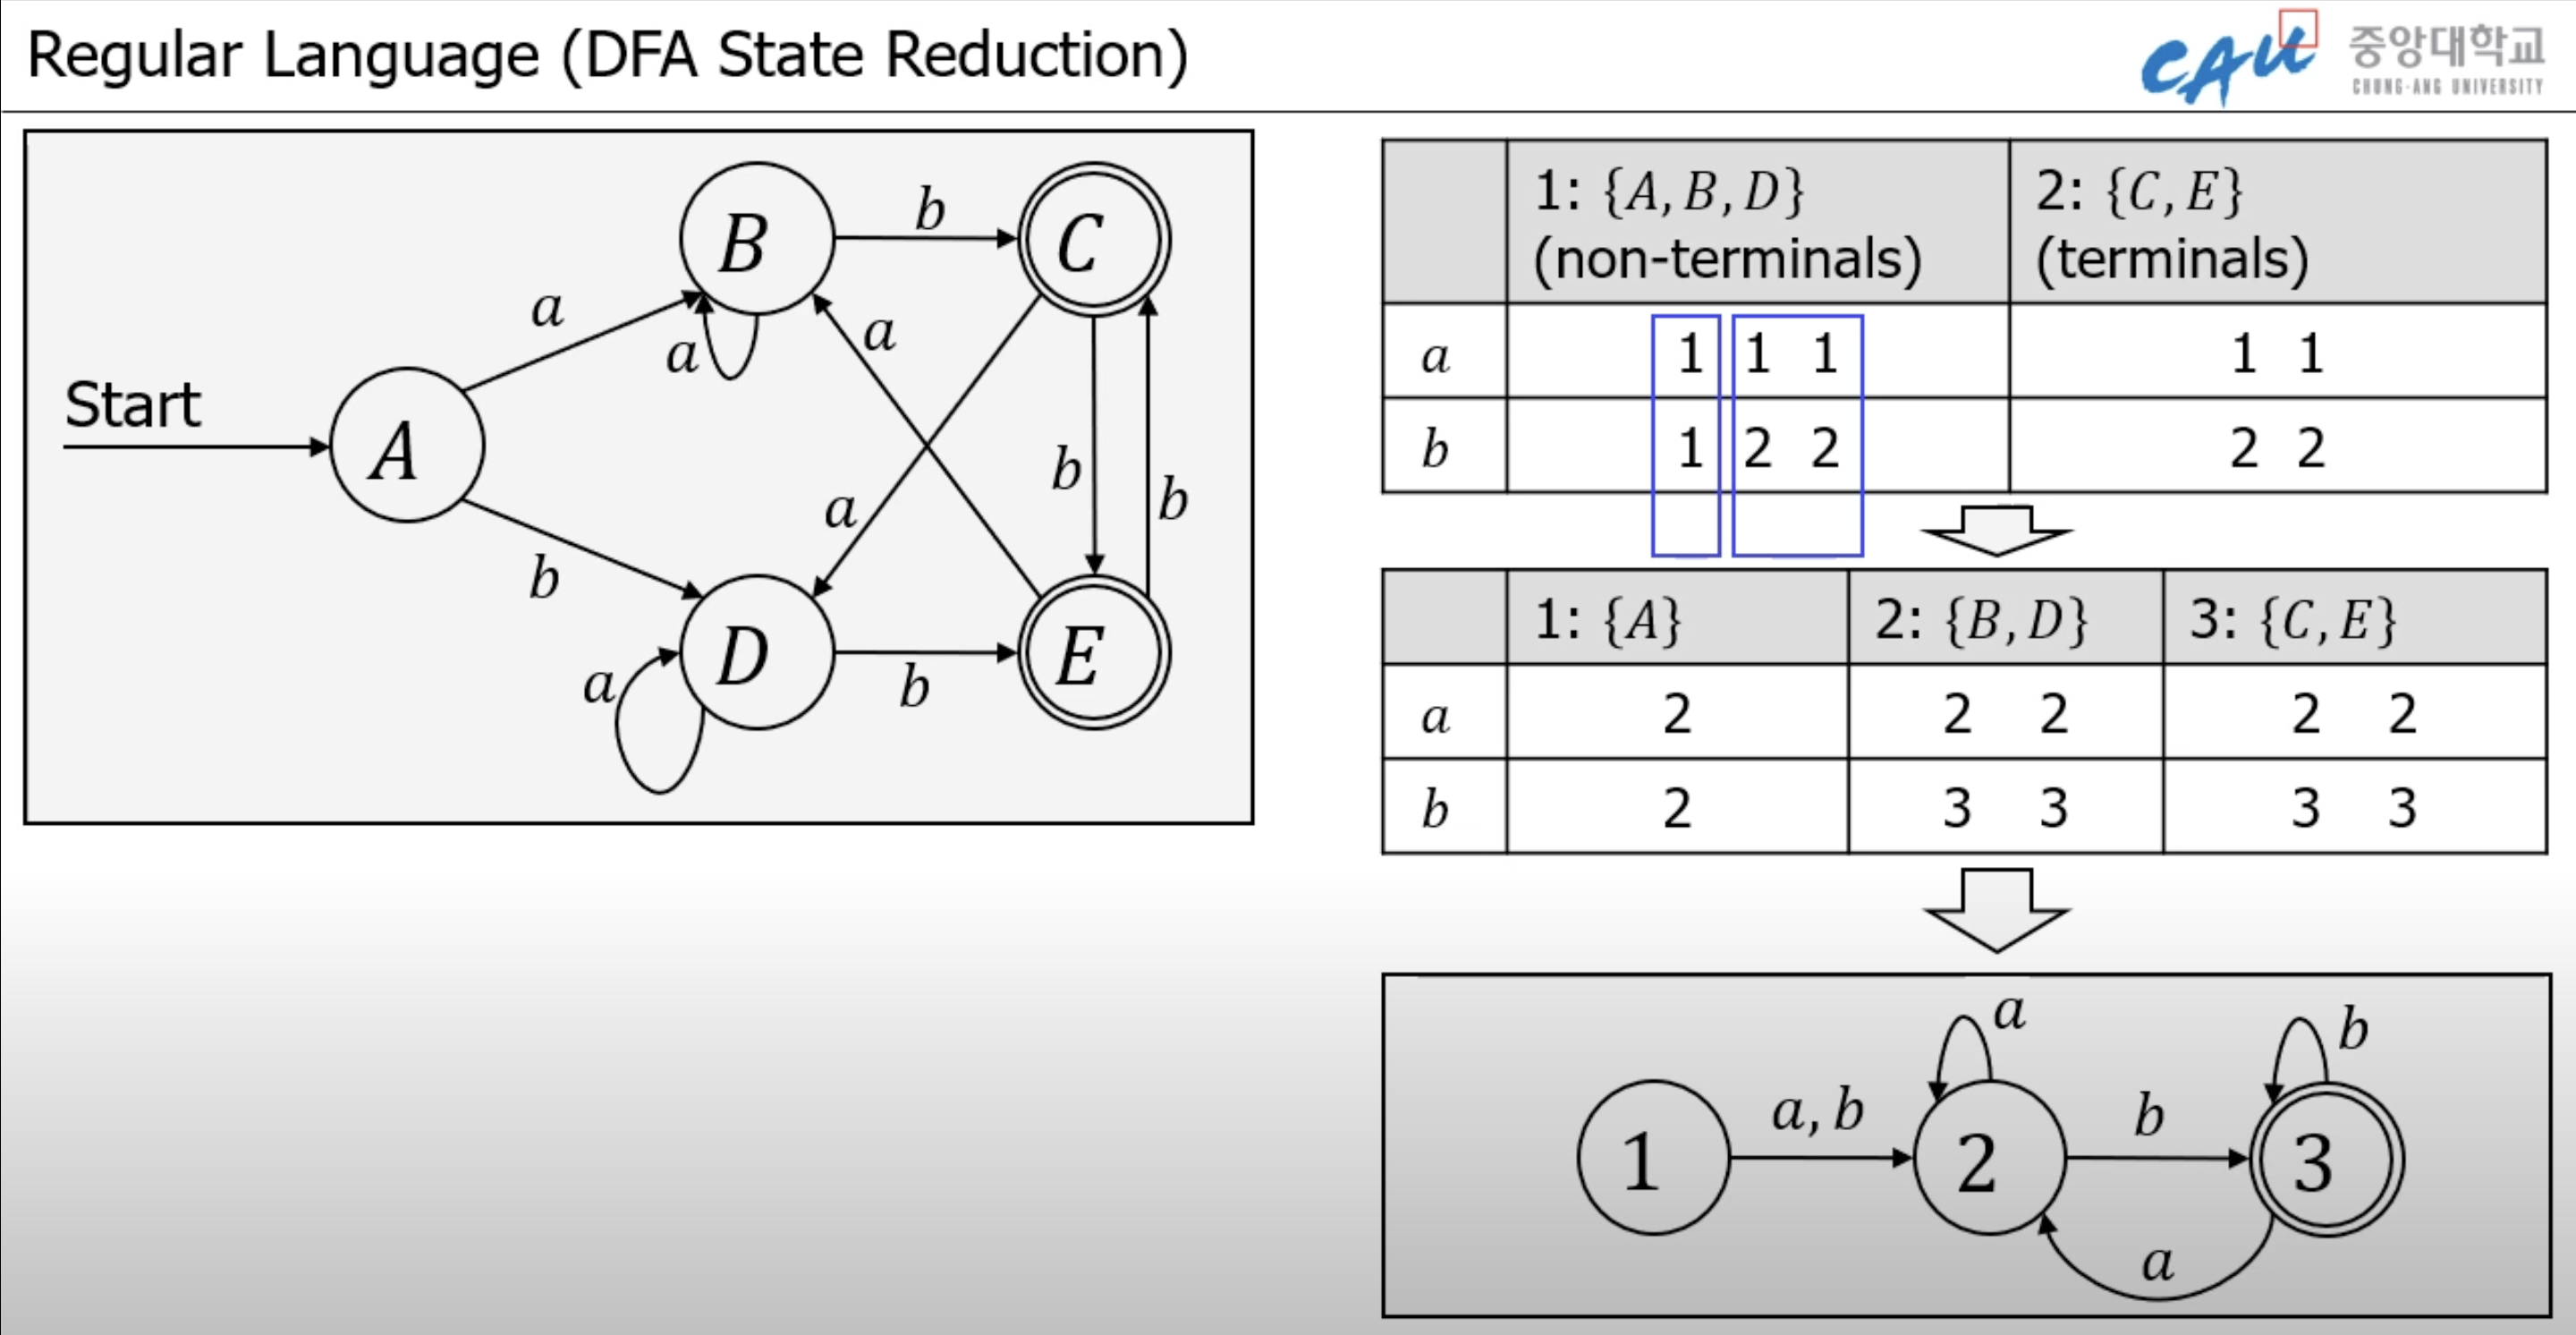 Regular Language (DFA State Reduction)
CAU 중앙대학교
CHUNG-ANG UNIVERSITY
Start
A
a
b
B
a
b
C
a
b
D
a
b
E
a
b
1: {A, B, D}
(non-terminals)
2: {C, E}
(terminals)
a 1 1 1 1 1
b 1 2 2 2 2
1: {A} 2: {B, D} 3: {C, E}
a 2 2 2 2 2
b 2 3 3 3 3
1
a, b
2
a
b
3
b
a